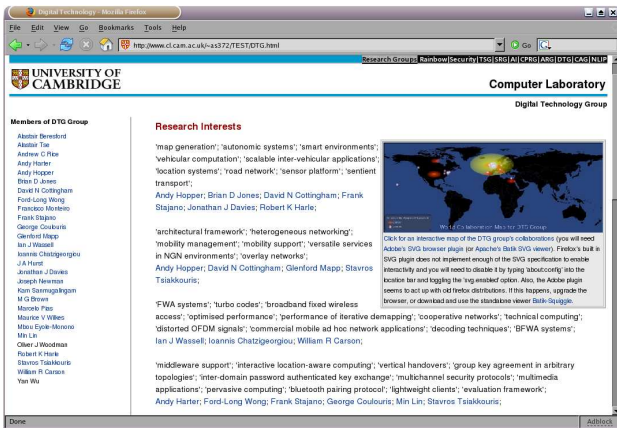 Digital Technology - Mozilla Firefox
File Edit View Go Bookmarks Tools Help
http://www.cl.cam.ac.uk/~as372/TEST/DTG.html
Go
Research Groups Rainbow|Security|TSG|SRG|AI|CPRG|ARG|DTG|CAG|NLIP
UNIVERSITY OF
CAMBRIDGE
Computer Laboratory
Digital Technology Group
Members of DTG Group
Alastair Beresford
Alastair Tse
Andrew C Rice
Andy Harter
Andy Hopper
Brian D Jones
David N Cottingham
Ford-Long Wong
Francisco Monteiro
Frank Stajano
George Coulouris
Glenford Mapp
Ian J Wassell
Ioannis Chatzigeorgiou
J A Hurst
Jonathan J Davies
Joseph Newman
Kam Sanmugalingam
M G Brown
Marcelo Pias
Maurice V Wilkes
Mbou Eyole-Monono
Min Lin
Oliver J Woodman
Robert K Harle
Stavros Tsiakkouris
William R Carson
Yan Wu
Research Interests
'map generation'; 'autonomic systems'; 'smart environments';
'vehicular computation'; 'scalable inter-vehicular applications';
'location systems'; 'road network'; 'sensor platform'; 'sentient
transport';
Andy Hopper; Brian D Jones; David N Cottingham; Frank
Stajano; Jonathan J Davies; Robert K Harle;
'architectural framework'; 'heterogeneous networking';
'mobility management'; 'mobility support'; 'versatile services
in NGN environments'; 'overlay networks';
Andy Hopper; David N Cottingham; Glenford Mapp; Stavros
Tsiakkouris;
World Collaboration Map for DTG Group
Click for an interactive map of the DTG group's collaborations (you will need
Adobe's SVG browser plugin (or Apache's Batik SVG viewer). Firefox's built in
SVG plugin does not implement enough of the SVG specification to enable
interactivity and you will need to disable it by typing 'about:config' into the
location bar and toggling the 'svg.enabled' option. Also, the Adobe plugin
seems to act up with old firefox distributions. If this happens, upgrade the
browser, or download and use the standalone viewer Batik-Squiggle.
'FWA systems'; 'turbo codes'; 'broadband fixed wireless
access'; 'optimised performance'; 'performance of iterative demapping'; 'cooperative networks'; 'technical computing';
'distorted OFDM signals'; 'commercial mobile ad hoc network applications'; 'decoding techniques'; 'BFWA systems';
Ian J Wassell; Ioannis Chatzigeorgiou; William R Carson;
'middleware support'; 'interactive location-aware computing'; 'vertical handovers'; 'group key agreement in arbitrary
topologies'; 'inter-domain password authenticated key exchange'; 'multichannel security protocols'; 'multimedia
applications'; 'pervasive computing'; 'bluetooth pairing protocol'; 'lightweight clients'; 'evaluation framework';
Andy Harter; Ford-Long Wong; Frank Stajano; George Coulouris; Min Lin; Stavros Tsiakkouris;
Done
Adblock